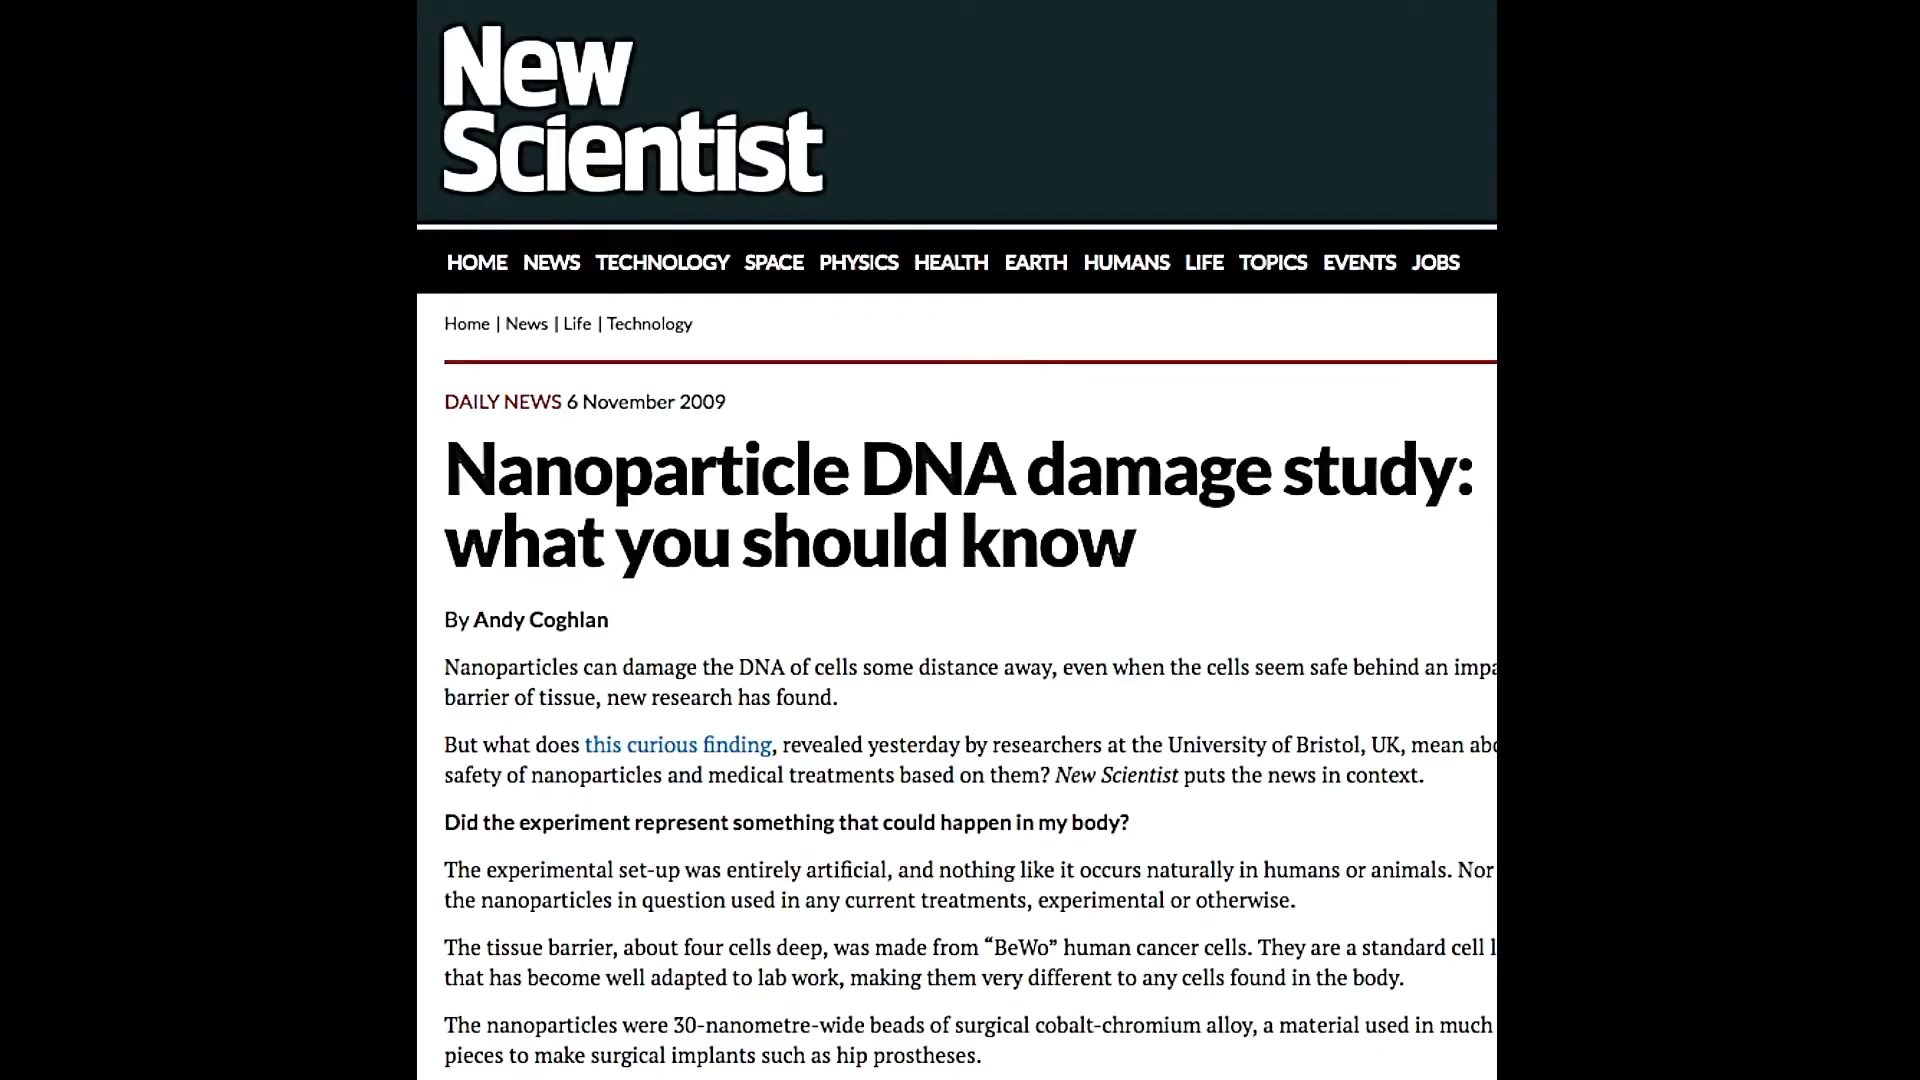 New
Scientist
HOME NEWS TECHNOLOGY SPACE PHYSICS HEALTH EARTH HUMANS LIFE TOPICS EVENTS JOBS
Home | News | Life | Technology
DAILY NEWS 6 November 2009
Nanoparticle DNA damage study:
what you should know
By Andy Coghlan
Nanoparticles can damage the DNA of cells some distance away, even when the cells seem safe behind an
barrier of tissue, new research has found.
But what does this curious finding, revealed yesterday by researchers at the University of Bristol, UK, mean
safety of nanoparticles and medical treatments based on them? New Scientist puts the news in context.
Did the experiment represent something that could happen in my body?
The experimental set-up was entirely artificial, and nothing like it occurs naturally in humans or animals. Nor
the nanoparticles in question used in any current treatments, experimental or otherwise.
The tissue barrier, about four cells deep, was made from “BeWo” human cancer cells. They are a standard cell
that has become well adapted to lab work, making them very different to any cells found in the body.
The nanoparticles were 30-nanometre-wide beads of surgical cobalt-chromium alloy, a material used in much
pieces to make surgical implants such as hip prostheses.